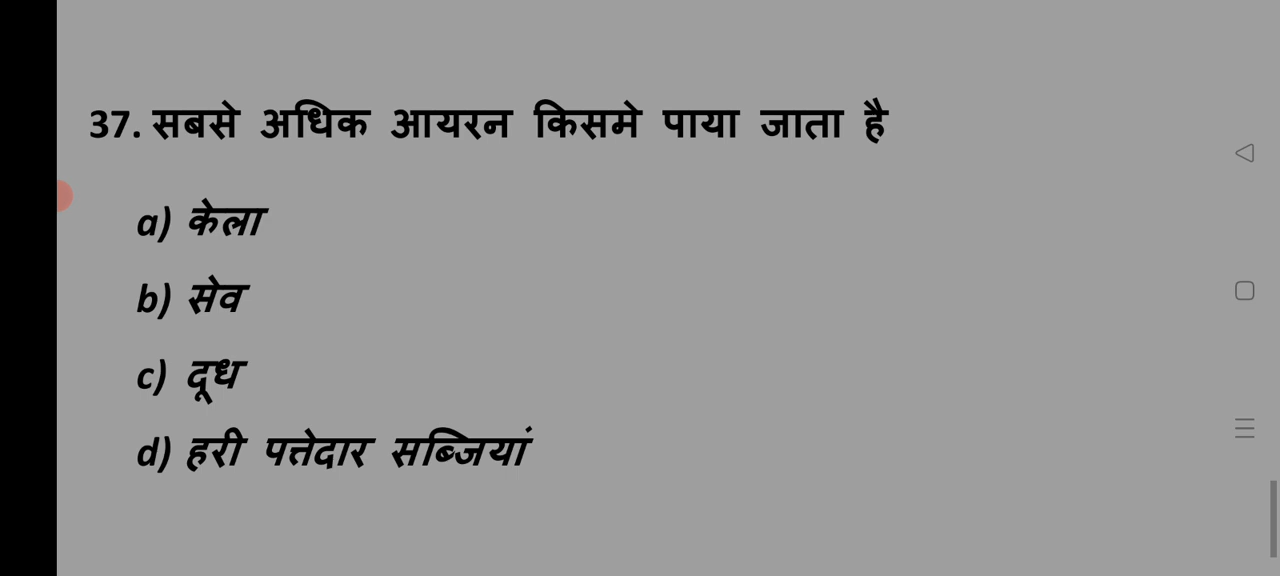 37. सबसे अधिक आयरन किसमे पाया जाता है
a) केला
b) सेव
c) दूध
d) हरी पत्तेदार सब्जियां